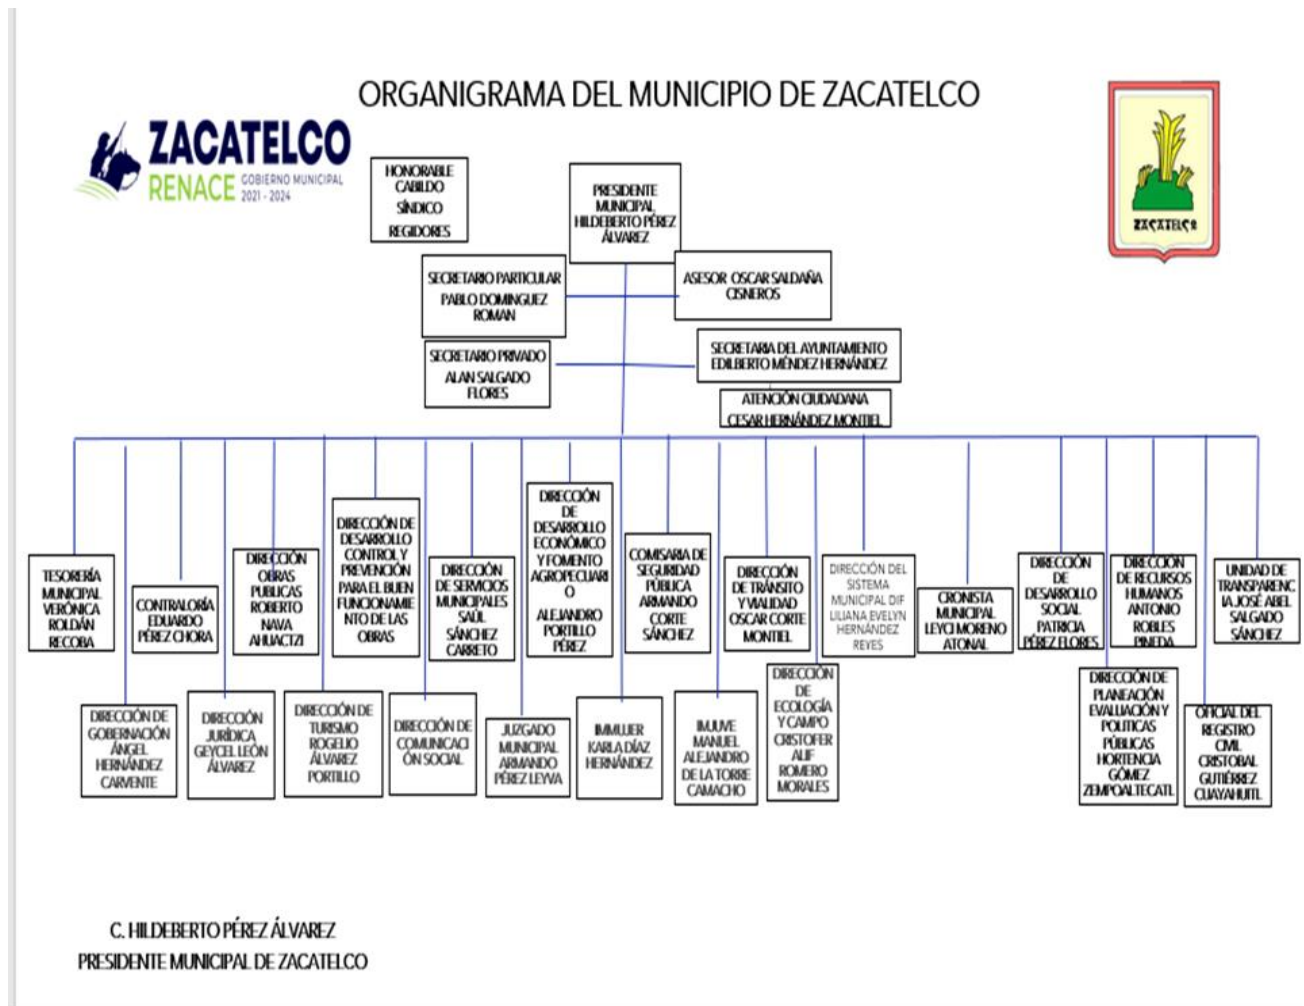 ORGANIGRAMA DEL MUNICIPIO DE ZACATELCO
ZACATELCO
RENACE
GOBIERNO MUNICIPAL
2021 - 2024
ZACATELCO
HONORABLE
CABILDO
SÍNDICO
REGIDORES
PRESIDENTE
MUNICIPAL
HILDEBERTO PÉREZ
ÁLVAREZ
SECRETARIO PARTICULAR
PABLO DOMINGUEZ
ROMAN
ASESOR OSCAR SALDAÑA
CISNEROS
SECRETARIO PRIVADO
ALAN SALGADO
FLORES
SECRETARIA DEL AYUNTAMIENTO
EDILBERTO MÉNDEZ HERNÁNDEZ
ATENCIÓN CIUDADANA
CESAR HERNÁNDEZ MONTIEL
TESORERÍA
MUNICIPAL
VERÓNICA
ROLDÁN
RECOBA
CONTRALORÍA
EDUARDO
PÉREZ CHORA
DIRECCIÓN
OBRAS
PUBLICAS
ROBERTO
NAVA
AHUACTZI
DIRECCIÓN DE
DESARROLLO
CONTROL Y
PREVENCIÓN
PARA EL BUEN
FUNCIONAMIE
NTO DE LAS
OBRAS
DIRECCIÓN
DE SERVICIOS
MUNICIPALES
SAÚL
SÁNCHEZ
CARRETO
DIRECCIÓN
DE
DESARROLLO
ECONÓMICO
Y FOMENTO
AGROPECUARI
O
ALEJANDRO
PORTILLO
PÉREZ
COMISARIA DE
SEGURIDAD
PÚBLICA
ARMANDO
CORTE
SÁNCHEZ
DIRECCIÓN
DE TRÁNSITO
Y VIALIDAD
OSCAR CORTE
MONTIEL
DIRECCIÓN DEL
SISTEMA
MUNICIPAL DIF
LILIANA EVELYN
HERNÁNDEZ
REYES
CRONISTA
MUNICIPAL
LEYCI MORENO
ATONAL
DIRECCIÓN
DE
DESARROLLO
SOCIAL
PATRICIA
PÉREZ FLORES
DIRECCIÓN
DE RECURSOS
HUMANOS
ANTONIO
ROBLES
PINEDA
UNIDAD DE
TRANSPARENC
IA JOSÉ ABEL
SALGADO
SÁNCHEZ
DIRECCIÓN DE
GOBERNACIÓN
ÁNGEL
HERNÁNDEZ
CARVENTE
DIRECCIÓN
JURÍDICA
GEYCEL LEÓN
ÁLVAREZ
DIRECCIÓN DE
TURISMO
ROGELIO
ÁLVAREZ
PORTILLO
DIRECCIÓN DE
COMUNICACI
ÓN SOCIAL
JUZGADO
MUNICIPAL
ARMANDO
PÉREZ LEYVA
IMMUJER
KARLA DÍAZ
HERNÁNDEZ
IMJUVE
MANUEL
ALEJANDRO
DE LA TORRE
CAMACHO
DIRECCIÓN
DE
ECOLOGÍA
Y CAMPO
CRISTOFER
ALIF
ROMERO
MORALES
DIRECCIÓN DE
PLANEACIÓN
EVALUACIÓN Y
POLITICAS
PÚBLICAS
HORTENCIA
GÓMEZ
ZEMPOALTECATL
OFICIAL DEL
REGISTRO
CIVIL
CRISTOBAL
GUTIÉRREZ
CUAYAHUITL
C. HILDEBERTO PÉREZ ÁLVAREZ
PRESIDENTE MUNICIPAL DE ZACATELCO